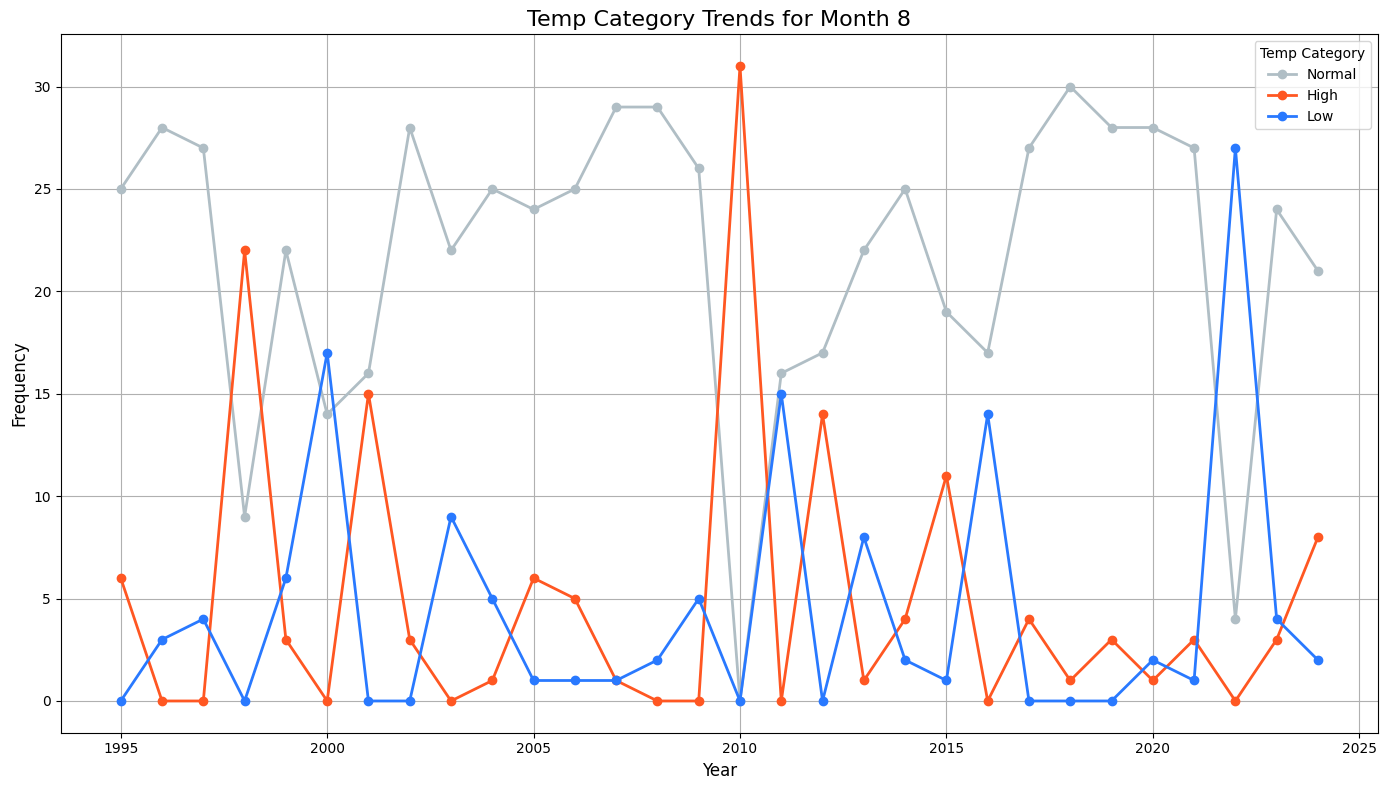 Temp Category Trends for Month 8
Temp Category
Normal
High
Low
Frequency
30
25
20
15
10
5
0
1995 2000 2005 2010 2015 2020 2025
Year